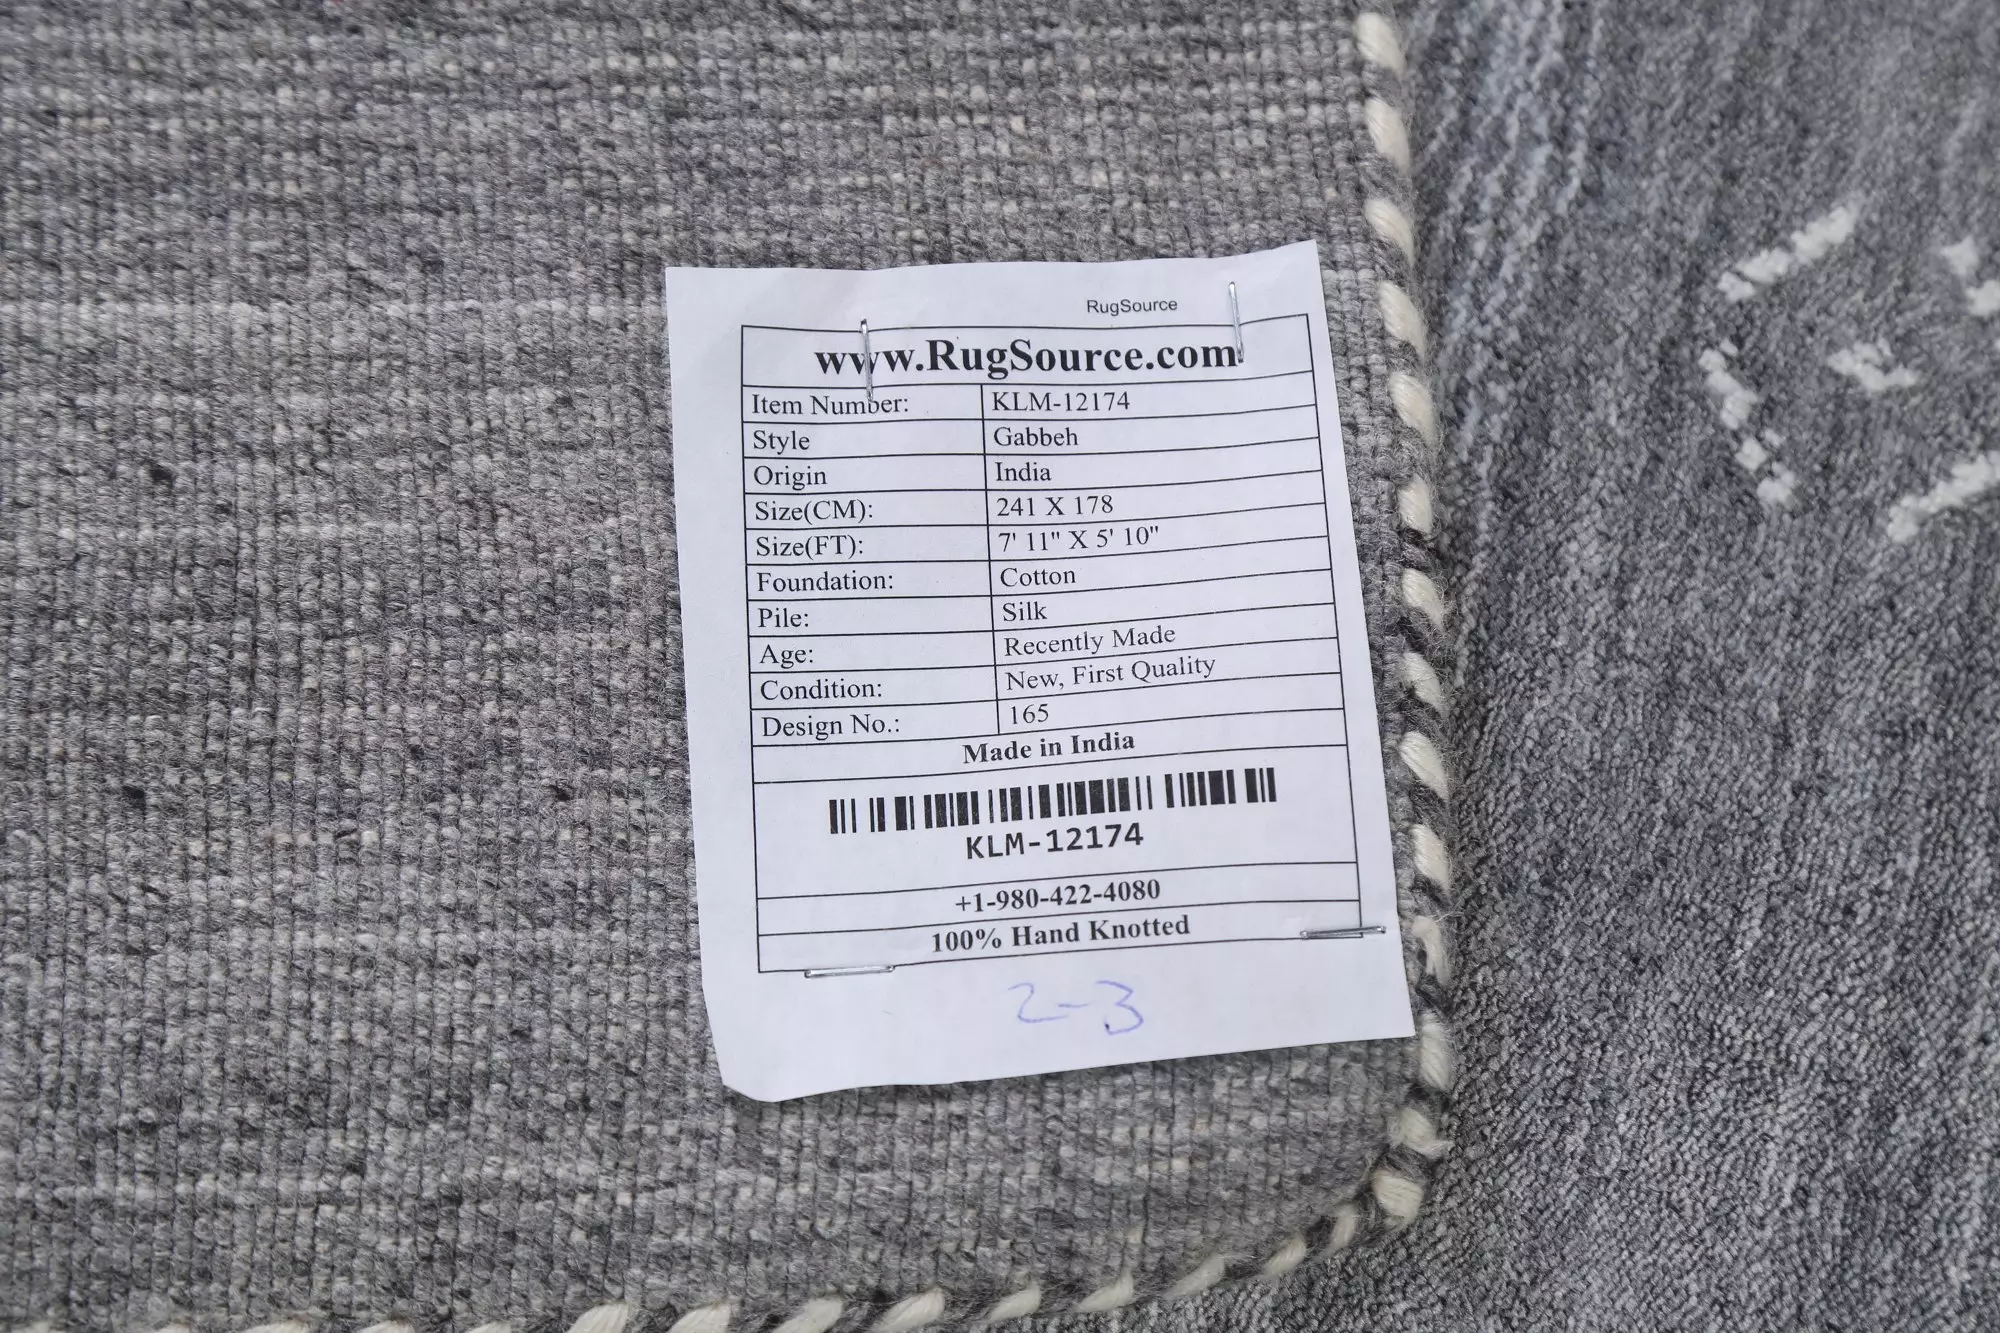 RugSource
www.RugSource.com
Item Number: KLM-12174
Style Gabbeh
Origin India
Size(CM): 241 X 178
Size(FT): 7' 11" X 5' 10"
Foundation: Cotton
Pile: Silk
Age: Recently Made
Condition: New, First Quality
Design No.: 165
Made in India
KLM-12174
+1-980-422-4080
100% Hand Knotted
2-3